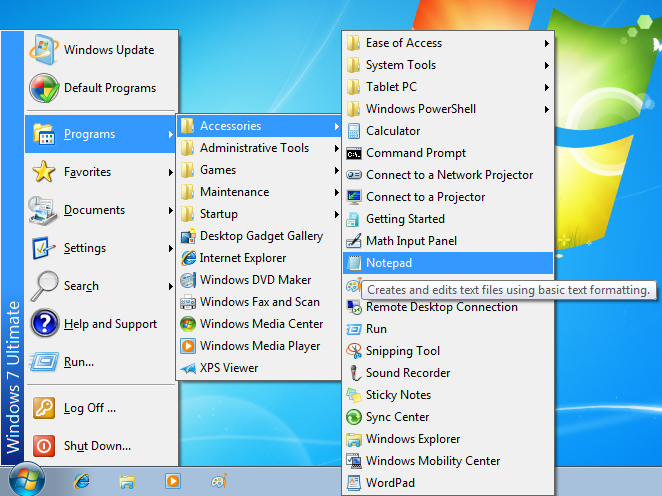 Windows 7 Ultimate
Windows Update
Default Programs
Programs
Favorites
Documents
Settings
Search
Help and Support
Run...
Log Off ...
Shut Down...
Accessories
Administrative Tools
Games
Maintenance
Startup
Desktop Gadget Gallery
Internet Explorer
Windows DVD Maker
Windows Fax and Scan
Windows Media Center
Windows Media Player
XPS Viewer
Ease of Access
System Tools
Tablet PC
Windows PowerShell
Calculator
Command Prompt
Connect to a Network Projector
Connect to a Projector
Getting Started
Math Input Panel
Notepad
Creates and edits text files using basic text formatting.
Remote Desktop Connection
Run
Snipping Tool
Sound Recorder
Sticky Notes
Sync Center
Windows Explorer
Windows Mobility Center
WordPad